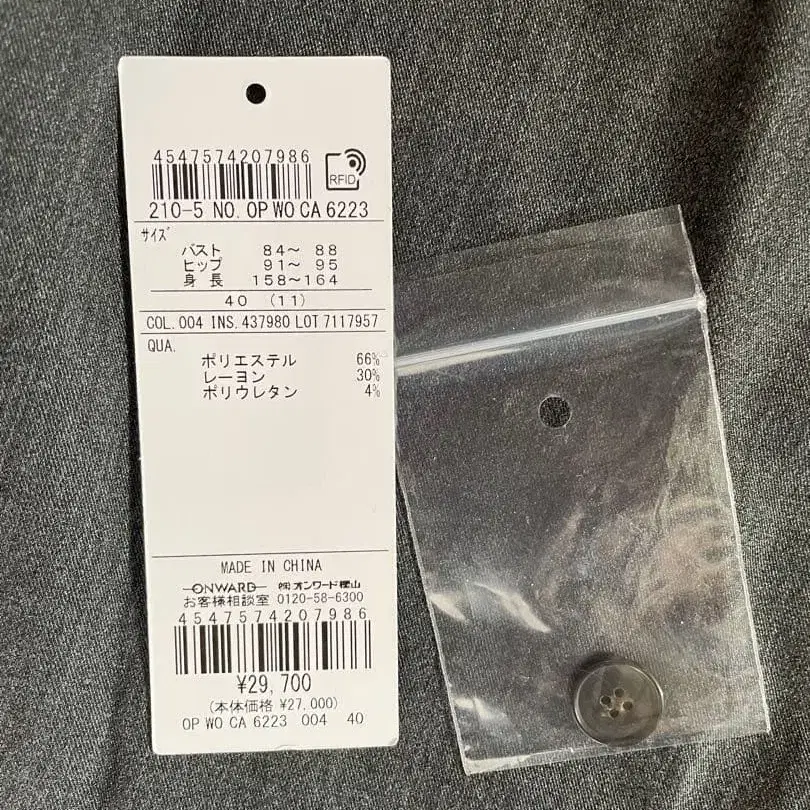 4547574207986
RFID
210-5 NO. OP WO CA 6223
ｻｲｽﾞ
バスト 84〜 88
ヒップ 91〜 95
身長 158〜164
40 (11)
COL. 004 INS. 437980 LOT 7117957
QUA.
ポリエステル 66%
レーヨン 30%
ポリウレタン 4%
MADE IN CHINA
ONWARD ㈱オンワード樫山
お客様相談室 0120-58-6300
4547574207986
¥29,700
(本体価格 ¥27,000)
OP WO CA 6223 004 40